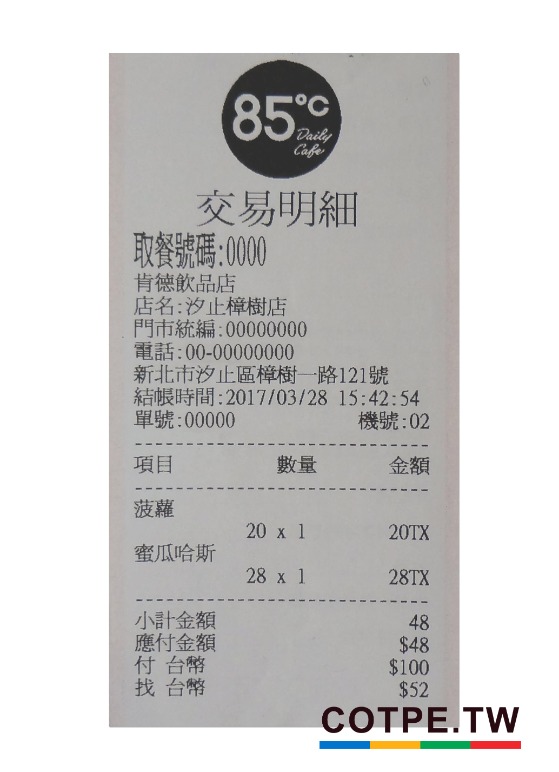 85°C
Daily
Cafe
交易明細
取餐號碼:0000
肯德飲品店
店名:汐止樟樹店
門市統編:00000000
電話:00-00000000
新北市汐止區樟樹一路121號
結帳時間:2017/03/28 15:42:54
單號:00000 機號:02
項目 數量 金額
菠蘿
20 x 1 20TX
蜜瓜哈斯
28 x 1 28TX
小計金額 48
應付金額 $48
付 台幣 $100
找 台幣 $52
COTPE.TW